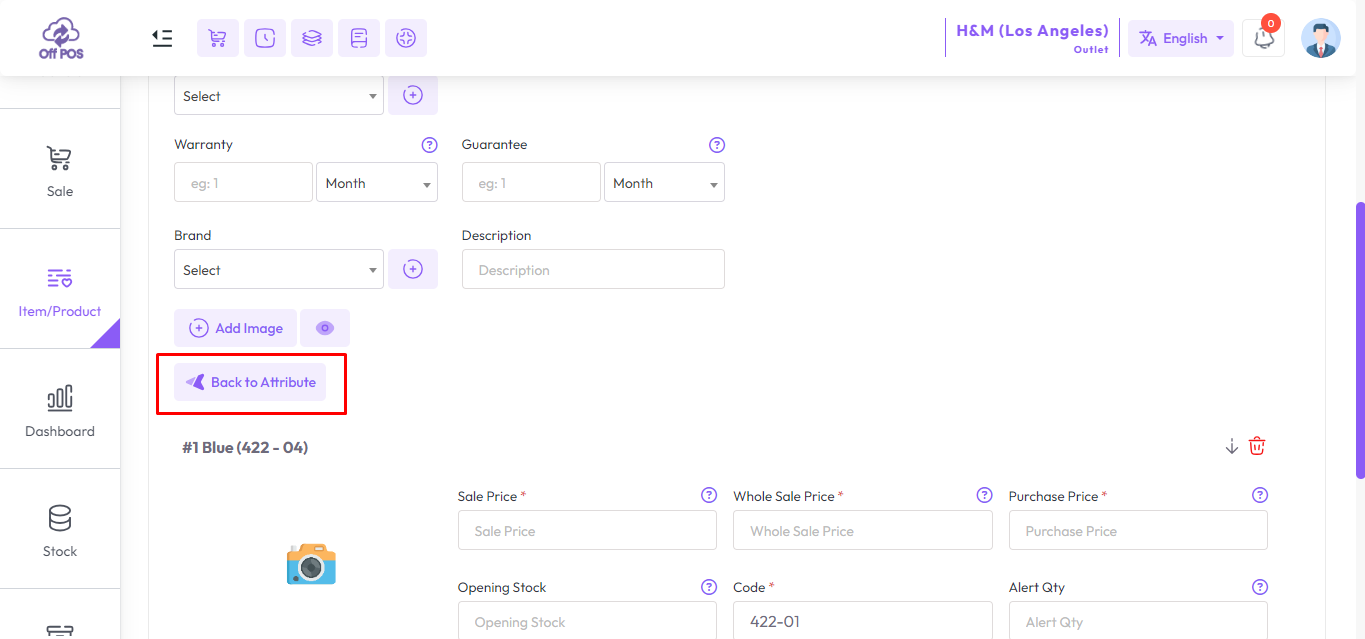 Off POS
H&M (Los Angeles)
Outlet
English
0
Select
Sale
Warranty
Guarantee
eg: 1
Month
eg: 1
Month
Brand
Description
Select
Description
Item/Product
Add Image
Back to Attribute
Dashboard
#1 Blue (422 - 04)
Sale Price *
Whole Sale Price *
Purchase Price *
Sale Price
Whole Sale Price
Purchase Price
Stock
Opening Stock
Code *
Alert Qty
Opening Stock
422-01
Alert Qty